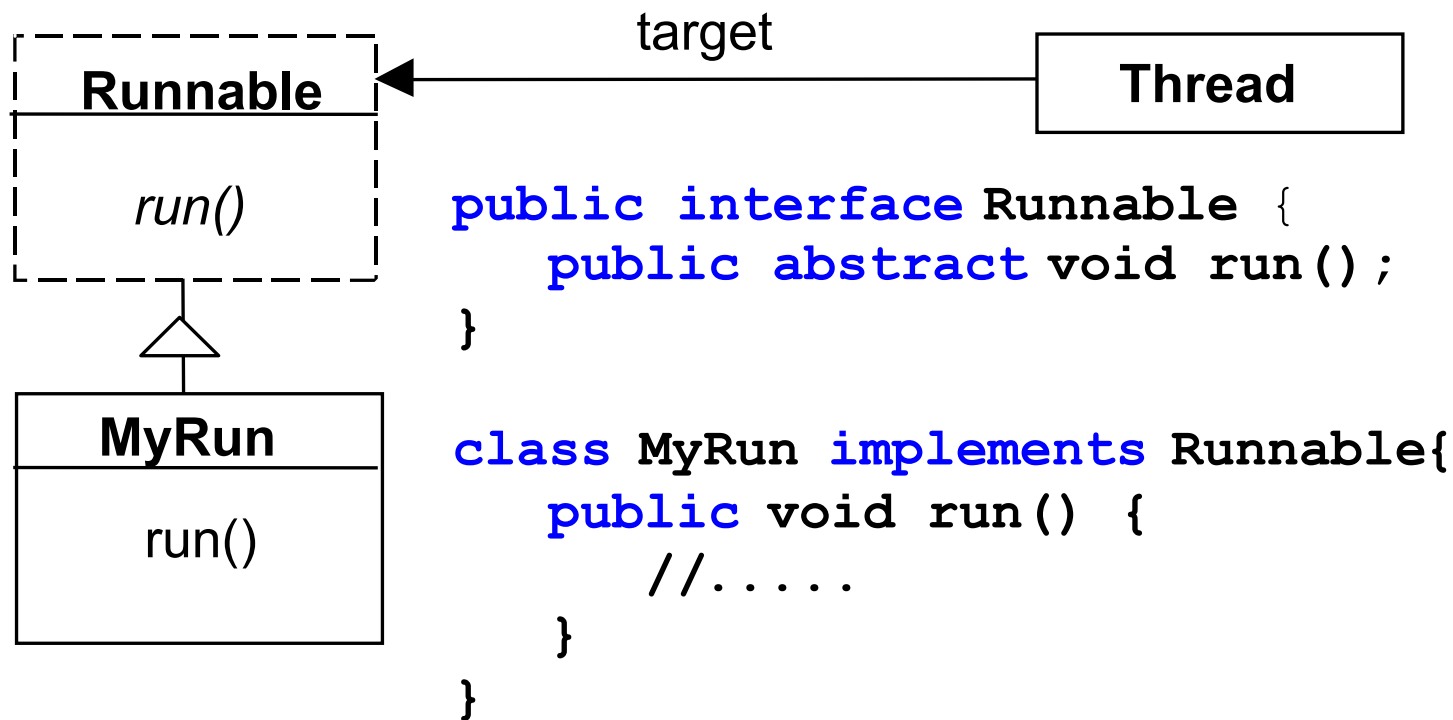 target
Runnable
Thread
run()
public interface Runnable {
public abstract void run();
}
MyRun
run()
class MyRun implements Runnable{
public void run() {
//.....
}
}